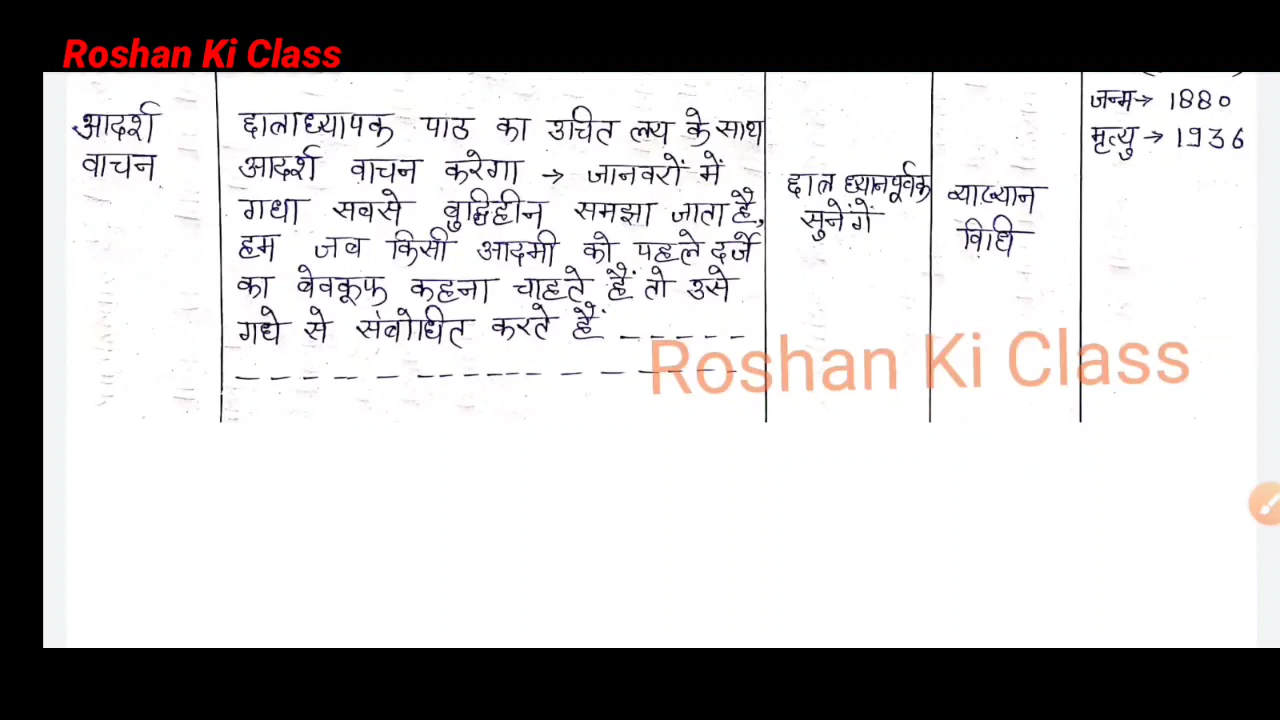 Roshan Ki Class
आदर्श
वाचन
छात्राध्यापक पाठ का उचित लय के साथ
आदर्श वाचन करेगा → जानवरों में
गधा सबसे बुद्धिहीन समझा जाता है,
हम जब किसी आदमी को पहले दर्जे
का बेवकूफ कहना चाहते हैं तो उसे
गधे से संबोधित करते हैं -----
छात्र ध्यानपूर्वक
सुनेंगें
व्याख्यान
विधि
जन्म→ 1880
मृत्यु → 1936
Roshan Ki Class